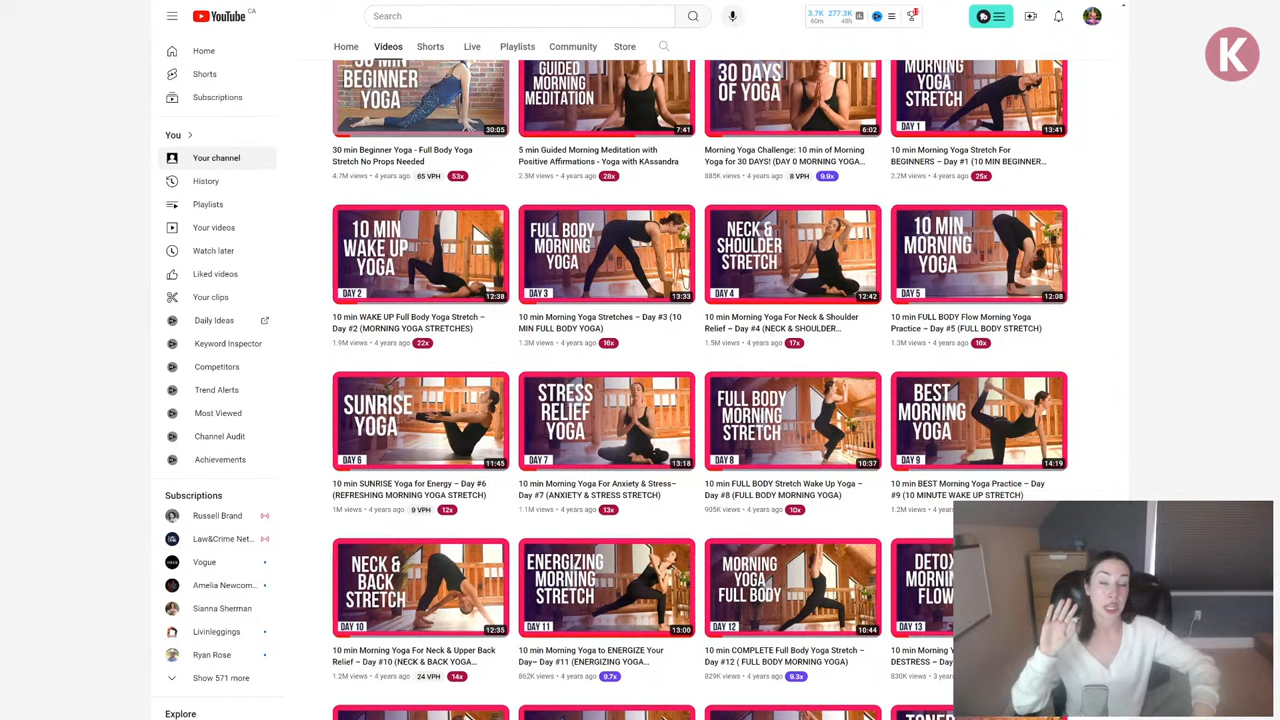 YouTube CA
Search
3.7K 277.3K
60m 48h
K
Home
Shorts
Subscriptions
You
Your channel
History
Playlists
Your videos
Watch later
Liked videos
Your clips
Daily Ideas
Keyword Inspector
Competitors
Trend Alerts
Most Viewed
Channel Audit
Achievements
Subscriptions
Russell Brand
Law&Crime Net...
Vogue
Amelia Newcom...
Sianna Sherman
Livinleggings
Ryan Rose
Show 571 more
Explore
Home Videos Shorts Live Playlists Community Store
BEGINNER
YOGA
30:05
30 min Beginner Yoga - Full Body Yoga
Stretch No Props Needed
4.7M views • 4 years ago 65 VPH 53x
GUIDED
MORNING
MEDITATION
7:41
5 min Guided Morning Meditation with
Positive Affirmations - Yoga with KAssandra
2.5M views • 4 years ago 28x
30 DAYS
OF YOGA
6:02
Morning Yoga Challenge: 10 min of Morning
Yoga for 30 DAYS! (DAY 0 MORNING YOGA...
885K views • 4 years ago 8 VPH 9.9x
MORNING
YOGA
STRETCH
DAY 1
13:41
10 min Morning Yoga Stretch For
BEGINNERS – Day #1 (10 MIN BEGINNER...
2.2M views • 4 years ago 25x
10 MIN
WAKE UP
YOGA
DAY 2
12:38
10 min WAKE UP Full Body Yoga Stretch –
Day #2 (MORNING YOGA STRETCHES)
1.9M views • 4 years ago 22x
FULL BODY
MORNING
YOGA
DAY 3
13:33
10 min Morning Yoga Stretches – Day #3 (10
MIN FULL BODY YOGA)
1.3M views • 4 years ago 16x
NECK &
SHOULDER
STRETCH
DAY 4
12:42
10 min Morning Yoga For Neck & Shoulder
Relief – Day #4 (NECK & SHOULDER...
1.5M views • 4 years ago 17x
10 MIN
MORNING
YOGA
DAY 5
12:08
10 min FULL BODY Flow Morning Yoga
Practice – Day #5 (FULL BODY STRETCH)
1.3M views • 4 years ago 16x
SUNRISE
YOGA
DAY 6
11:45
10 min SUNRISE Yoga for Energy – Day #6
(REFRESHING MORNING YOGA STRETCH)
1M views • 4 years ago 9 VPH 12x
STRESS
RELIEF
YOGA
DAY 7
13:18
10 min Morning Yoga For Anxiety & Stress–
Day #7 (ANXIETY & STRESS STRETCH)
1.1M views • 4 years ago 13x
FULL BODY
MORNING
STRETCH
DAY 8
10:37
10 min FULL BODY Stretch Wake Up Yoga –
Day #8 (FULL BODY MORNING YOGA)
905K views • 4 years ago 10x
BEST
MORNING
YOGA
DAY 9
14:19
10 min BEST Morning Yoga Practice – Day
#9 (10 MINUTE WAKE UP STRETCH)
1.2M views • 4
NECK &
BACK
STRETCH
DAY 10
12:35
10 min Morning Yoga For Neck & Upper Back
Relief – Day #10 (NECK & BACK YOGA...
1.2M views • 4 years ago 24 VPH 14x
ENERGIZING
MORNING
STRETCH
DAY 11
13:00
10 min Morning Yoga to ENERGIZE Your
Day– Day #11 (ENERGIZING YOGA...
862K views • 4 years ago 9.7x
MORNING
YOGA
FULL BODY
DAY 12
10:44
10 min COMPLETE Full Body Yoga Stretch –
Day #12 ( FULL BODY MORNING YOGA)
829K views • 4 years ago 9.3x
DAY 13
10 min
DESTRESS –
830K views • 3